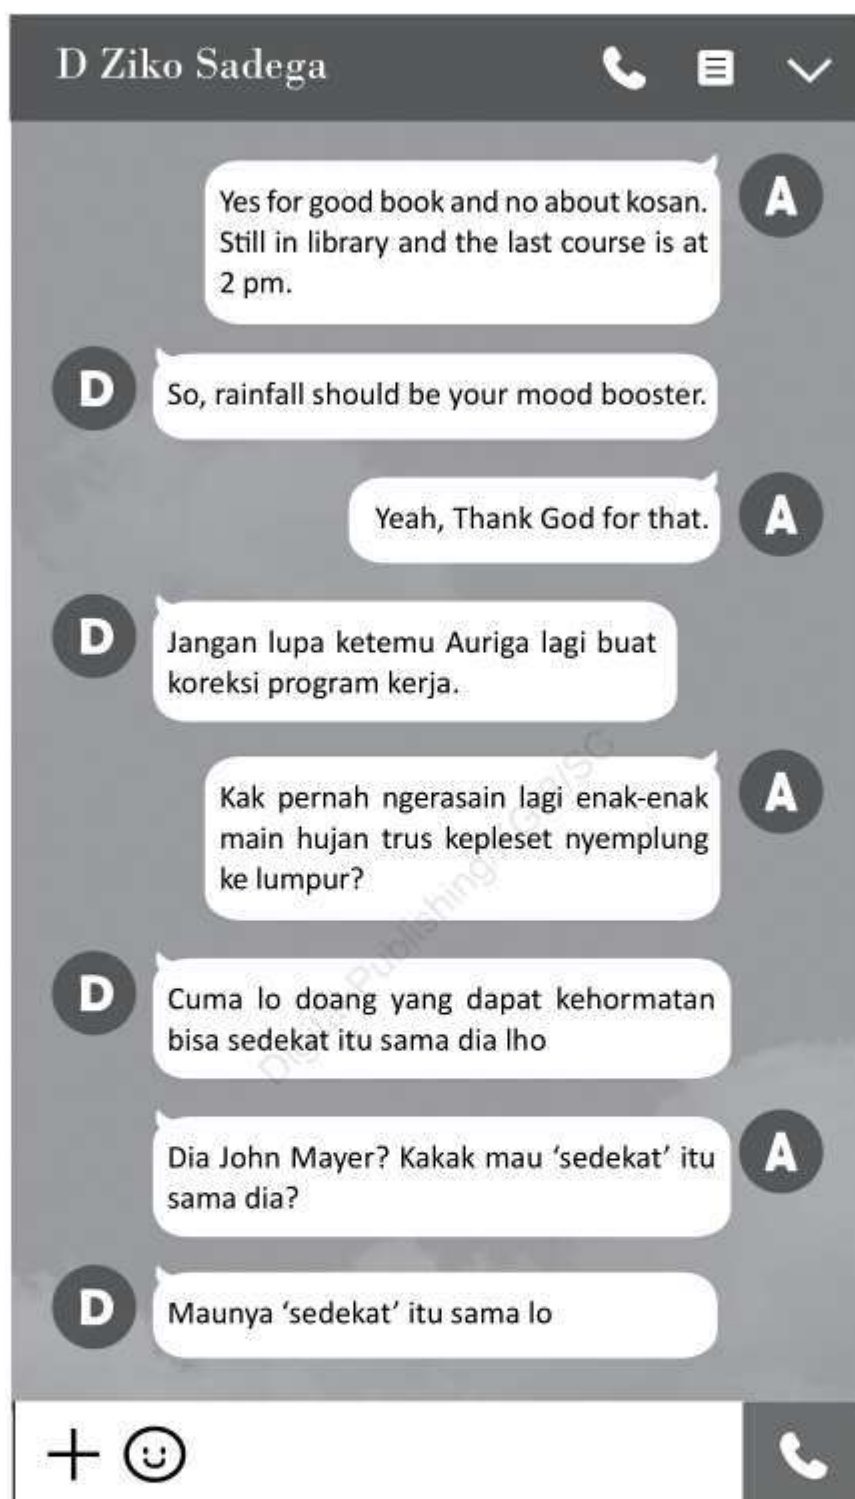 D Ziko Sadega
Yes for good book and no about kosan.
Still in library and the last course is at
2 pm.
A
D
So, rainfall should be your mood booster.
Yeah, Thank God for that.
A
D
Jangan lupa ketemu Auriga lagi buat
koreksi program kerja.
Kak pernah ngerasain lagi enak-enak
main hujan trus kepleset nyemplung
ke lumpur?
A
D
Cuma lo doang yang dapat kehormatan
bisa sedekat itu sama dia lho
Dia John Mayer? Kakak mau ‘sedekat’ itu
sama dia?
A
D
Maunya ‘sedekat’ itu sama lo